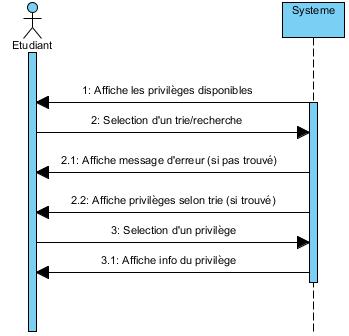 Systeme
Etudiant
1: Affiche les privilèges disponibles
2: Selection d'un trie/recherche
2.1: Affiche message d'erreur (si pas trouvé)
2.2: Affiche privilèges selon trie (si trouvé)
3: Selection d'un privilège
3.1: Affiche info du privilège